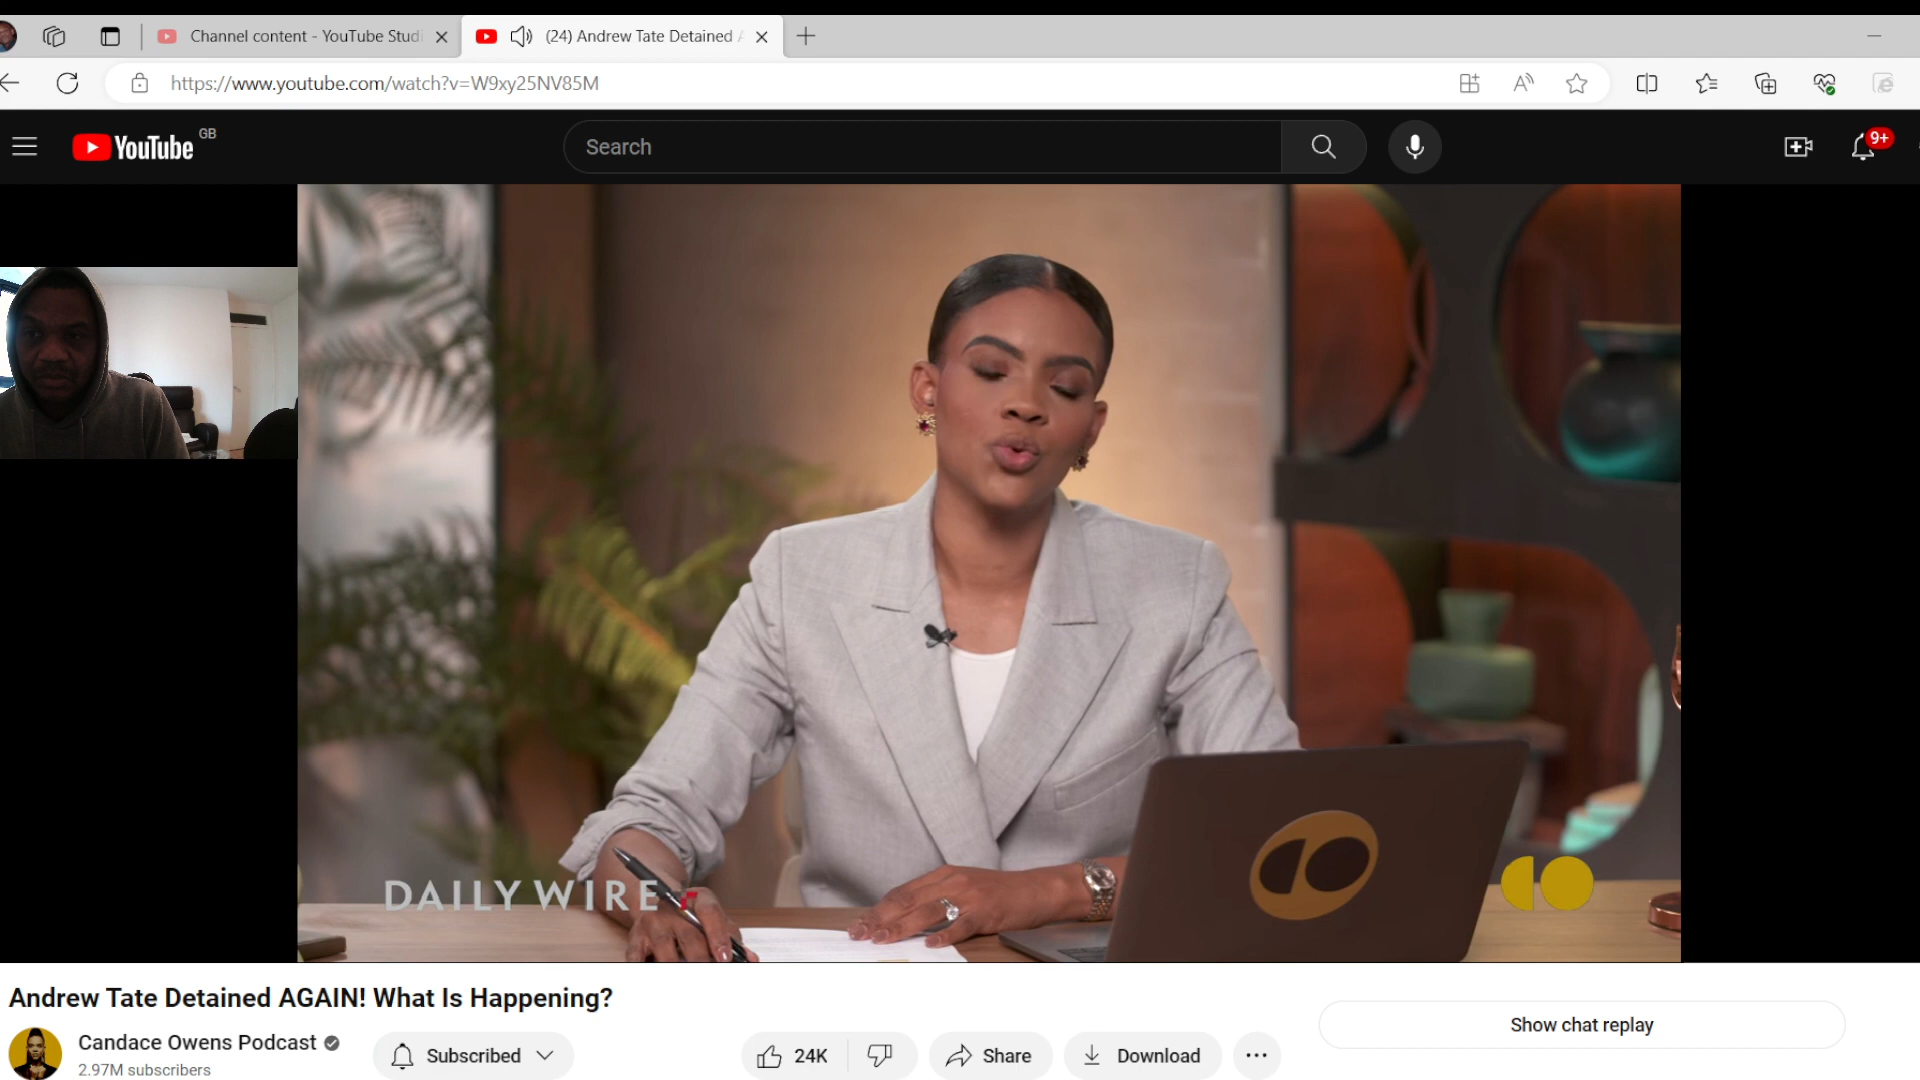 Channel content - YouTube Studi
(24) Andrew Tate Detained A
https://www.youtube.com/watch?v=W9xy25NV85M
YouTube GB
Search
9+
DAILY WIRE
Andrew Tate Detained AGAIN! What Is Happening?
Candace Owens Podcast
2.97M subscribers
Subscribed
24K
Share
Download
Show chat replay